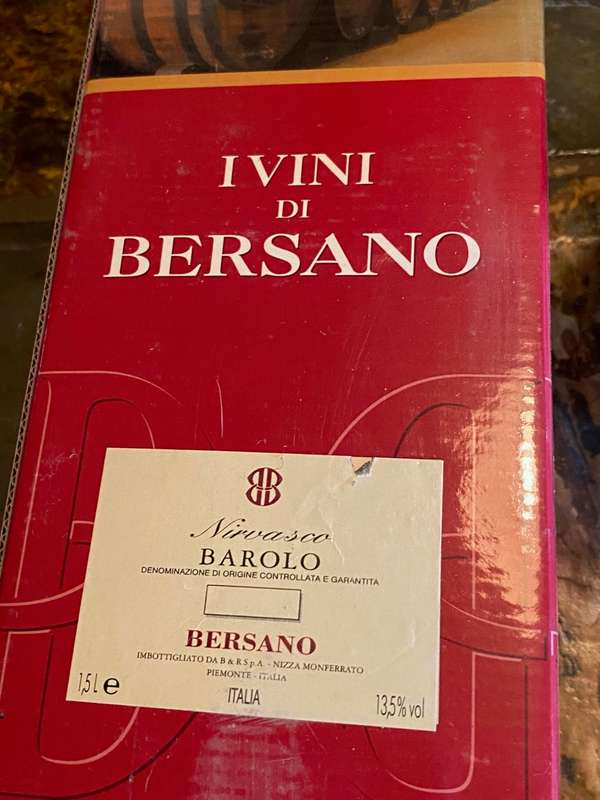 I VINI
DI
BERSANO
Nirvasco
BAROLO
DENOMINAZIONE DI ORIGINE CONTROLLATA E GARANTITA
BERSANO
IMBOTTIGLIATO DA B & R S.p.A. - NIZZA MONFERRATO
PIEMONTE - ITALIA
1,5 L e
ITALIA
13,5% vol